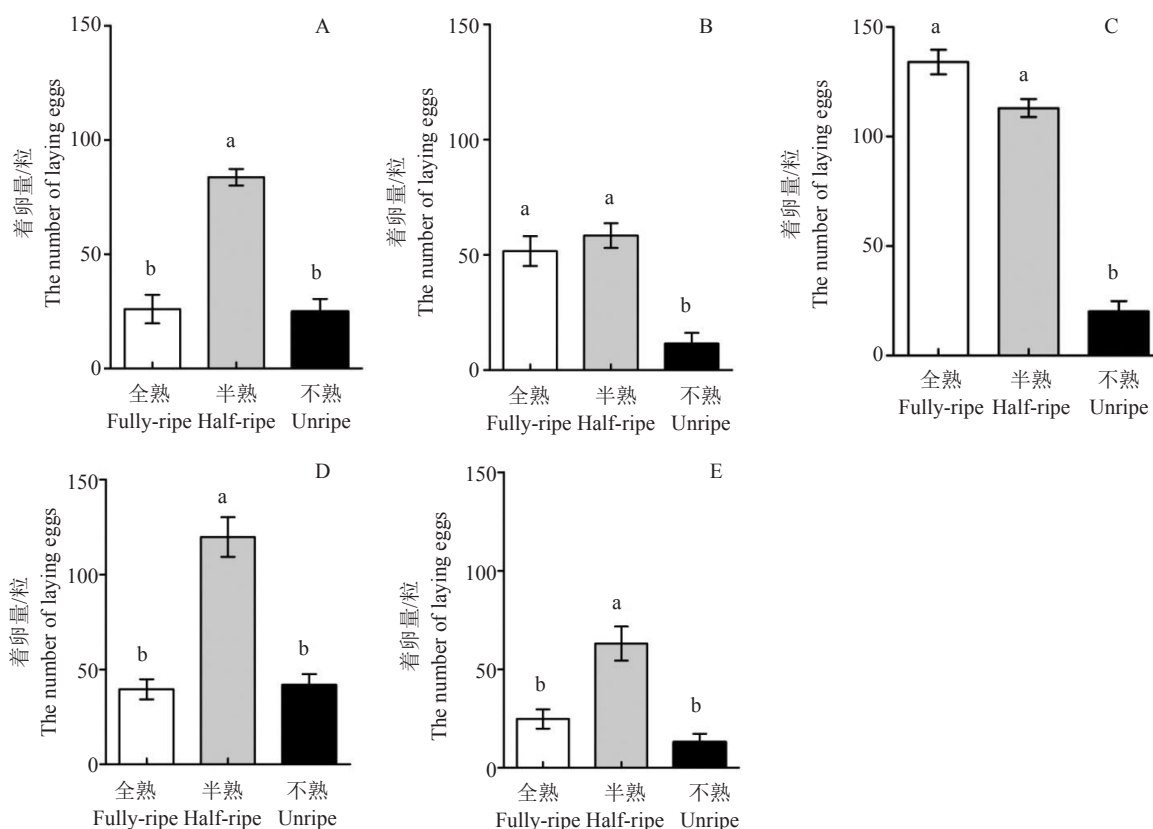 A
着卵量/粒
The number of laying eggs
150
100
50
0
b
a
b
全熟 半熟 不熟
Fully-ripe Half-ripe Unripe
B
着卵量/粒
The number of laying eggs
150
100
50
0
a
a
b
全熟 半熟 不熟
Fully-ripe Half-ripe Unripe
C
着卵量/粒
The number of laying eggs
150
100
50
0
a
a
b
全熟 半熟 不熟
Fully-ripe Half-ripe Unripe
D
着卵量/粒
The number of laying eggs
150
100
50
0
b
a
b
全熟 半熟 不熟
Fully-ripe Half-ripe Unripe
E
着卵量/粒
The number of laying eggs
150
100
50
0
b
a
b
全熟 半熟 不熟
Fully-ripe Half-ripe Unripe